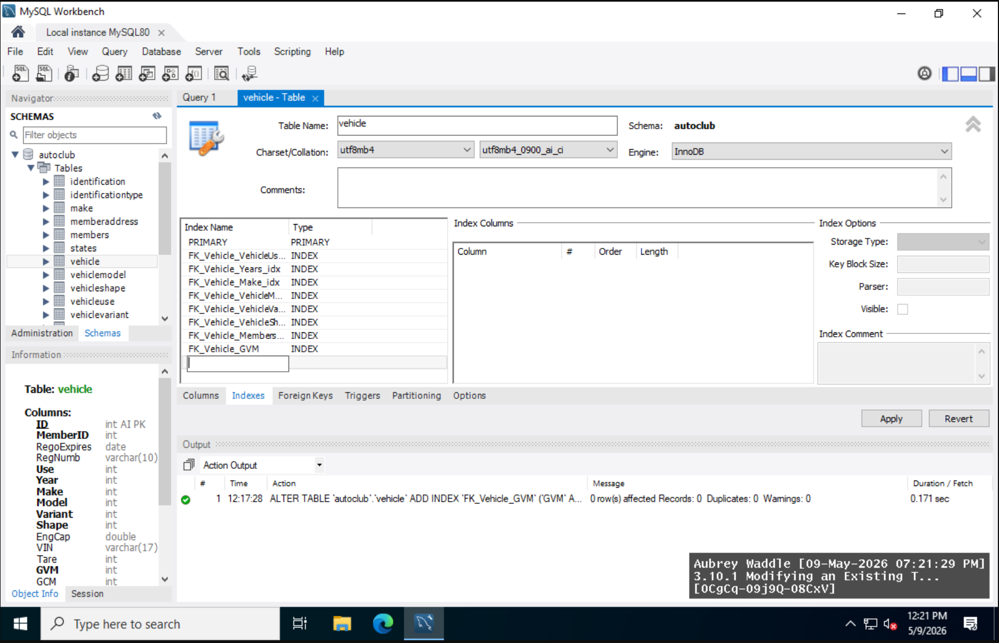 MySQL Workbench
Local instance MySQL80
File Edit View Query Database Server Tools Scripting Help
Navigator
SCHEMAS
Filter objects
autoclub
Tables
identification
identificationtype
make
memberaddress
members
states
vehicle
vehiclemodel
vehicleshape
vehicleuse
vehiclevariant
Administration Schemas
Information
Table: vehicle
Columns:
ID int AI PK
MemberID int
RegoExpires date
RegNumb varchar(10)
Use int
Year int
Make int
Model int
Variant int
Shape int
EngCap double
VIN varchar(17)
Tare int
GVM int
GCM int
Object Info Session
Query 1 vehicle - Table
Table Name: vehicle Schema: autoclub
Charset/Collation: utf8mb4 utf8mb4_0900_ai_ci Engine: InnoDB
Comments:
Index Name Type
PRIMARY PRIMARY
FK_Vehicle_VehicleUs... INDEX
FK_Vehicle_Years_idx INDEX
FK_Vehicle_Make_idx INDEX
FK_Vehicle_VehicleM... INDEX
FK_Vehicle_VehicleVa... INDEX
FK_Vehicle_VehicleSh... INDEX
FK_Vehicle_Members... INDEX
FK_Vehicle_GVM INDEX
Index Columns
Column # Order Length
Index Options
Storage Type:
Key Block Size:
Parser:
Visible:
Index Comment
Columns Indexes Foreign Keys Triggers Partitioning Options
Apply Revert
Output
Action Output
# Time Action Message Duration / Fetch
1 12:17:28 ALTER TABLE `autoclub`.`vehicle` ADD INDEX `FK_Vehicle_GVM` (`GVM` A... 0 row(s) affected Records: 0 Duplicates: 0 Warnings: 0 0.171 sec
Aubrey Waddle [09-May-2026 07:21:29 PM]
3.10.1 Modifying an Existing T...
[0CgCq-O9j9Q-08CxV]
Type here to search
12:21 PM
5/9/2026